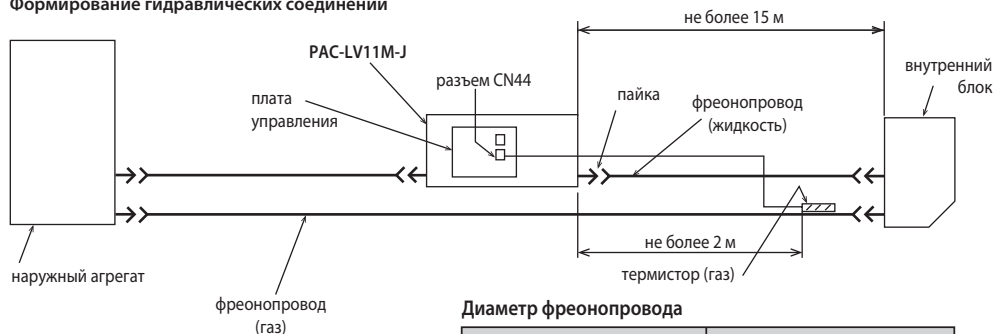 Формирование гидравлических соединений
не более 15 м
PAC-LV11M-J
разъем CN44
внутренний
блок
плата
управления
пайка
фреонопровод
(жидкость)
не более 2 м
термистор (газ)
наружный агрегат
фреонопровод
(газ)
Диаметр фреонопровода